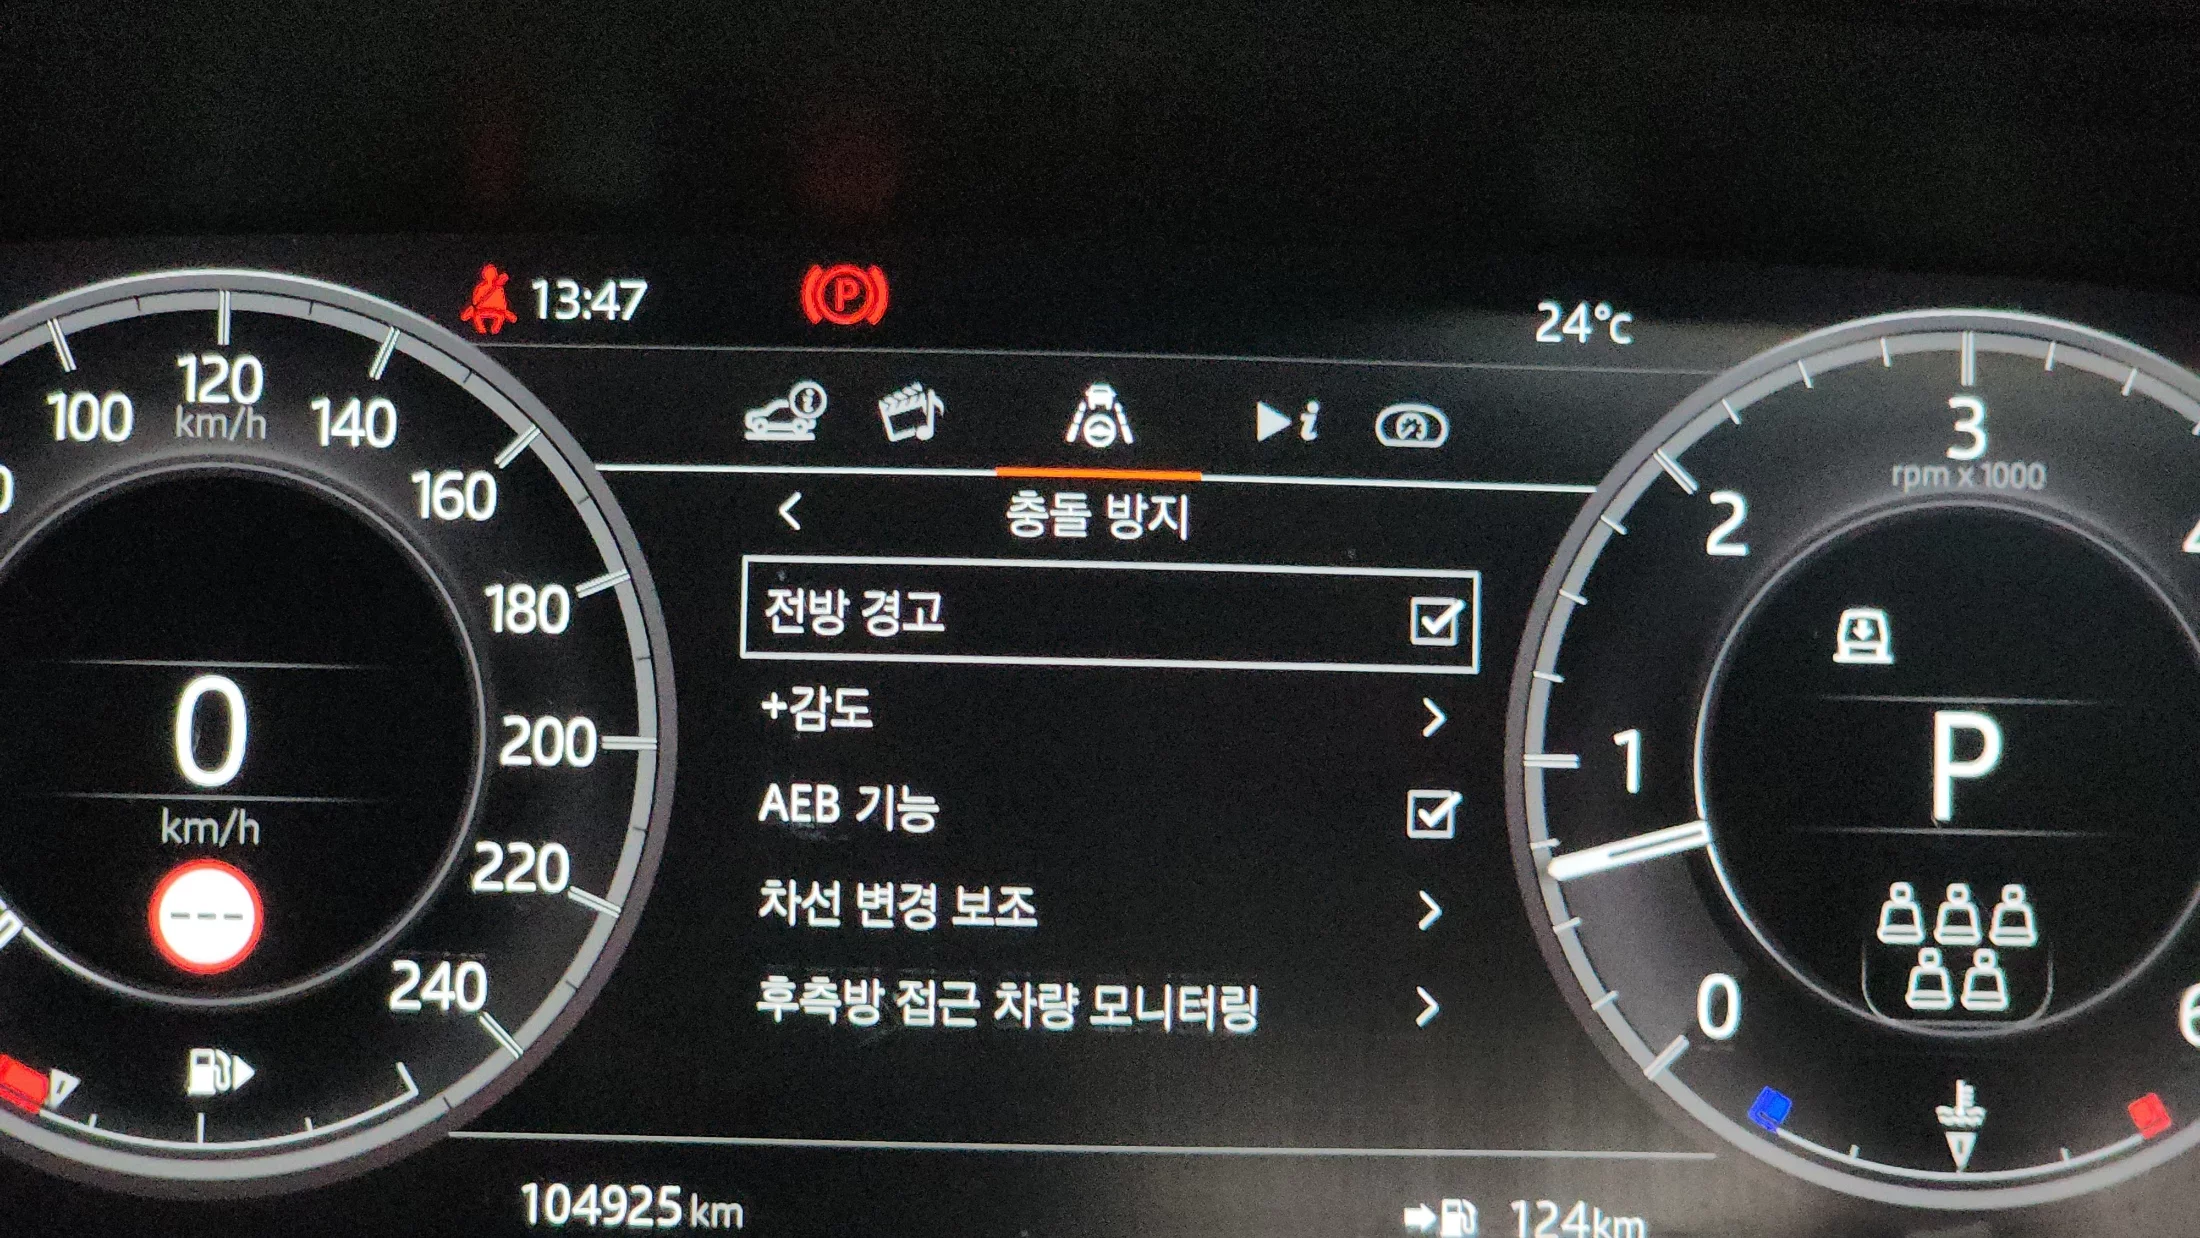 13:47
P
24°c
100
120
km/h
140
160
180
200
220
240
0
km/h
---
i
충돌 방지
전방 경고
+감도
AEB 기능
차선 변경 보조
후측방 접근 차량 모니터링
3
rpm x 1000
2
1
0
P
104925 km
124km